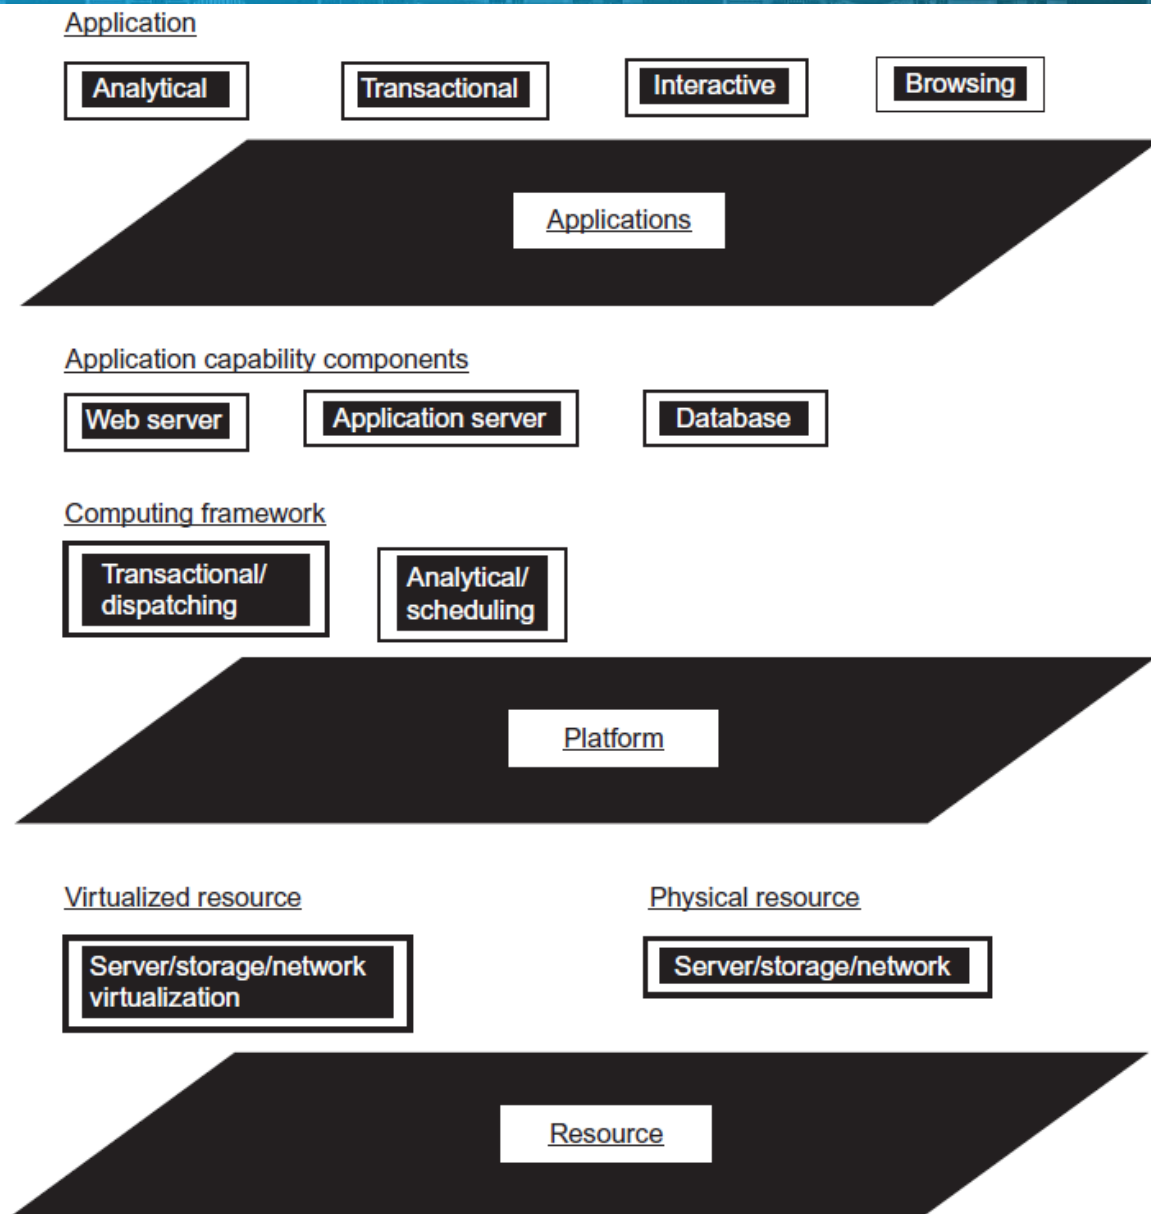 Application
Analytical
Transactional
Interactive
Browsing
Applications
Application capability components
Web server
Application server
Database
Computing framework
Transactional/
dispatching
Analytical/
scheduling
Platform
Virtualized resource
Physical resource
Server/storage/network
virtualization
Server/storage/network
Resource